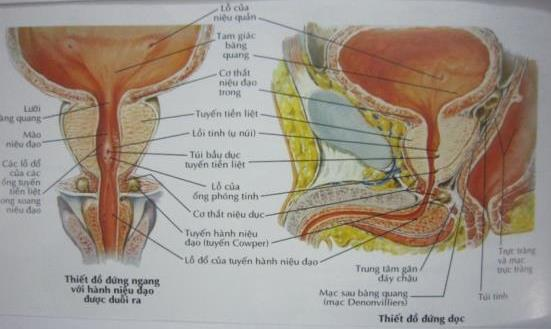 Lỗ của
niệu quản
Tam giác
bàng
quang
Cơ thắt
niệu đạo
trong
Tuyến tiền liệt
Lồi tinh (ụ núi)
Túi bầu dục
tuyến tiền liệt
Lỗ của
ống phóng tinh
Cơ thắt niệu dục
Tuyến hành niệu
đạo (tuyến Cowper)
Lỗ đổ của tuyến hành niệu đạo
Lưỡi
bàng quang
Mào
niệu đạo
Các lỗ đổ
của các
ống tuyến
tiền liệt
ong xoang
niệu đạo
Thiết đồ đứng ngang
với hành niệu đạo
được duỗi ra
Trung tâm gân
đáy chậu
Mạc sau bàng quang
(mạc Denonvilliers)
Túi tinh
Trực tràng
và mạc
trực tràng
Thiết đồ đứng dọc